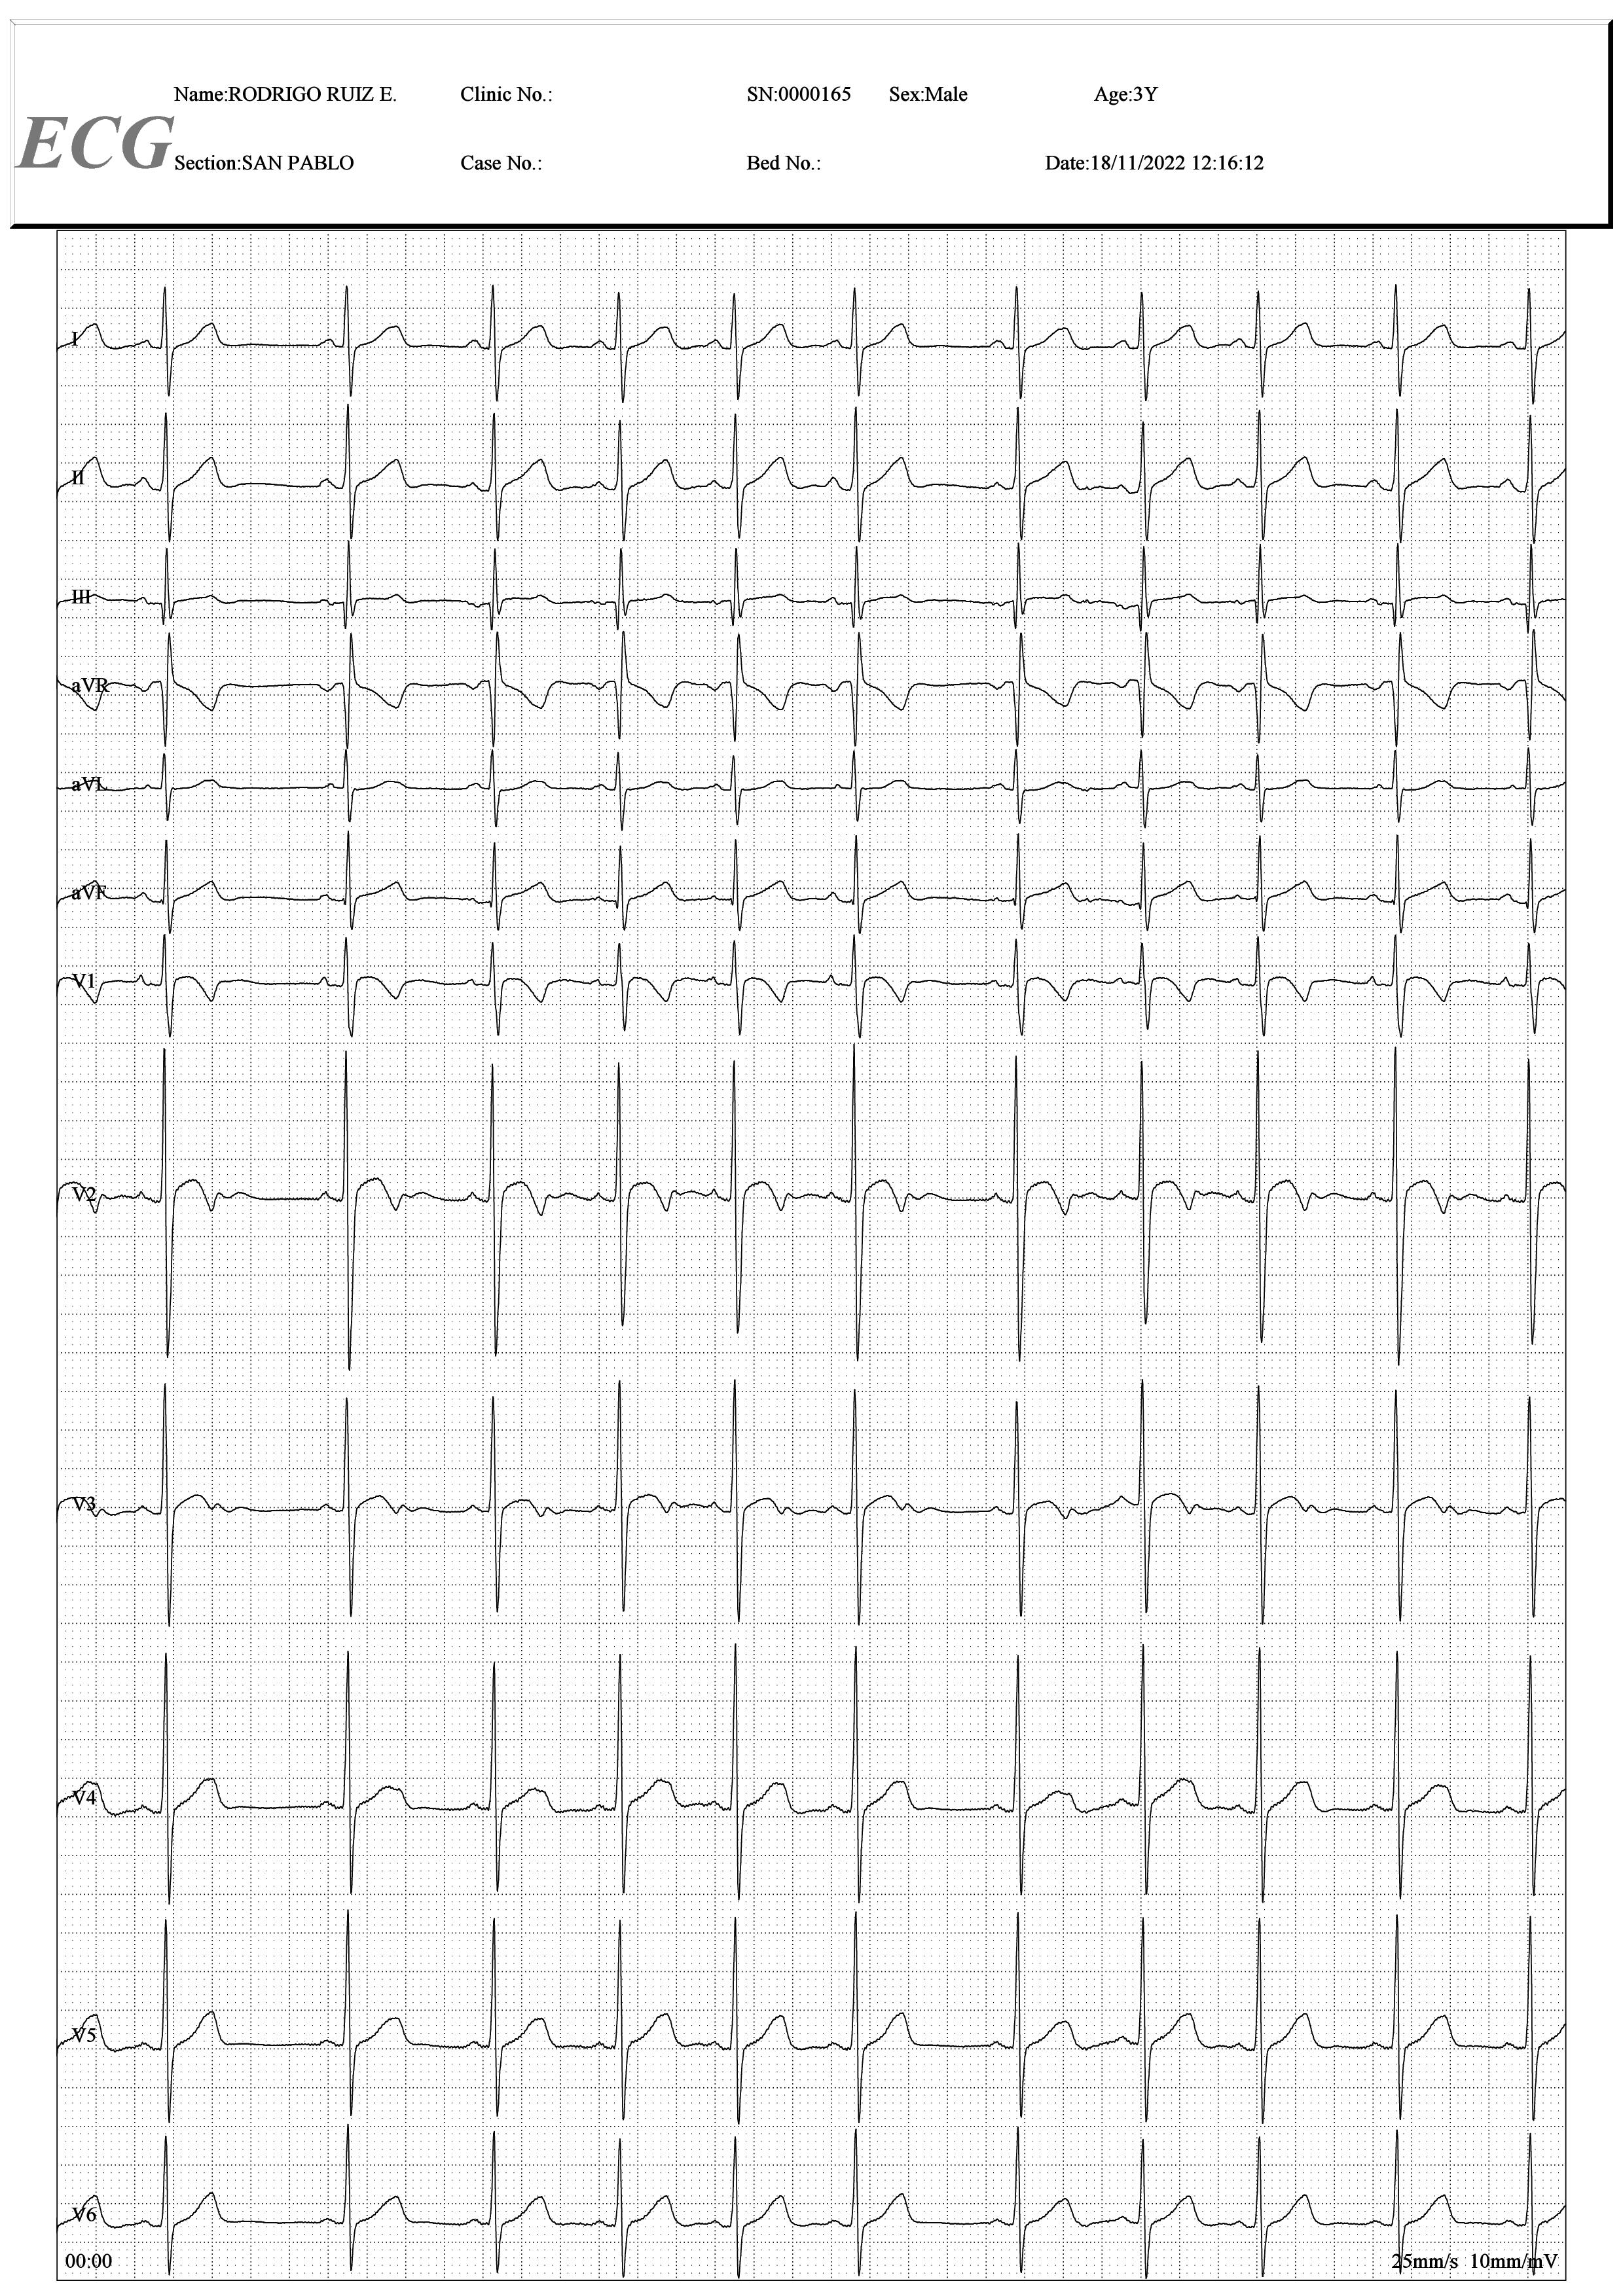 Name:RODRIGO RUIZ E. Clinic No.: SN:0000165 Sex:Male Age:3Y
ECG
Section:SAN PABLO Case No.: Bed No.: Date:18/11/2022 12:16:12
I
II
III
aVR
aVL
aVF
V1
V2
V3
V4
V5
V6
00:00 25mm/s 10mm/mV